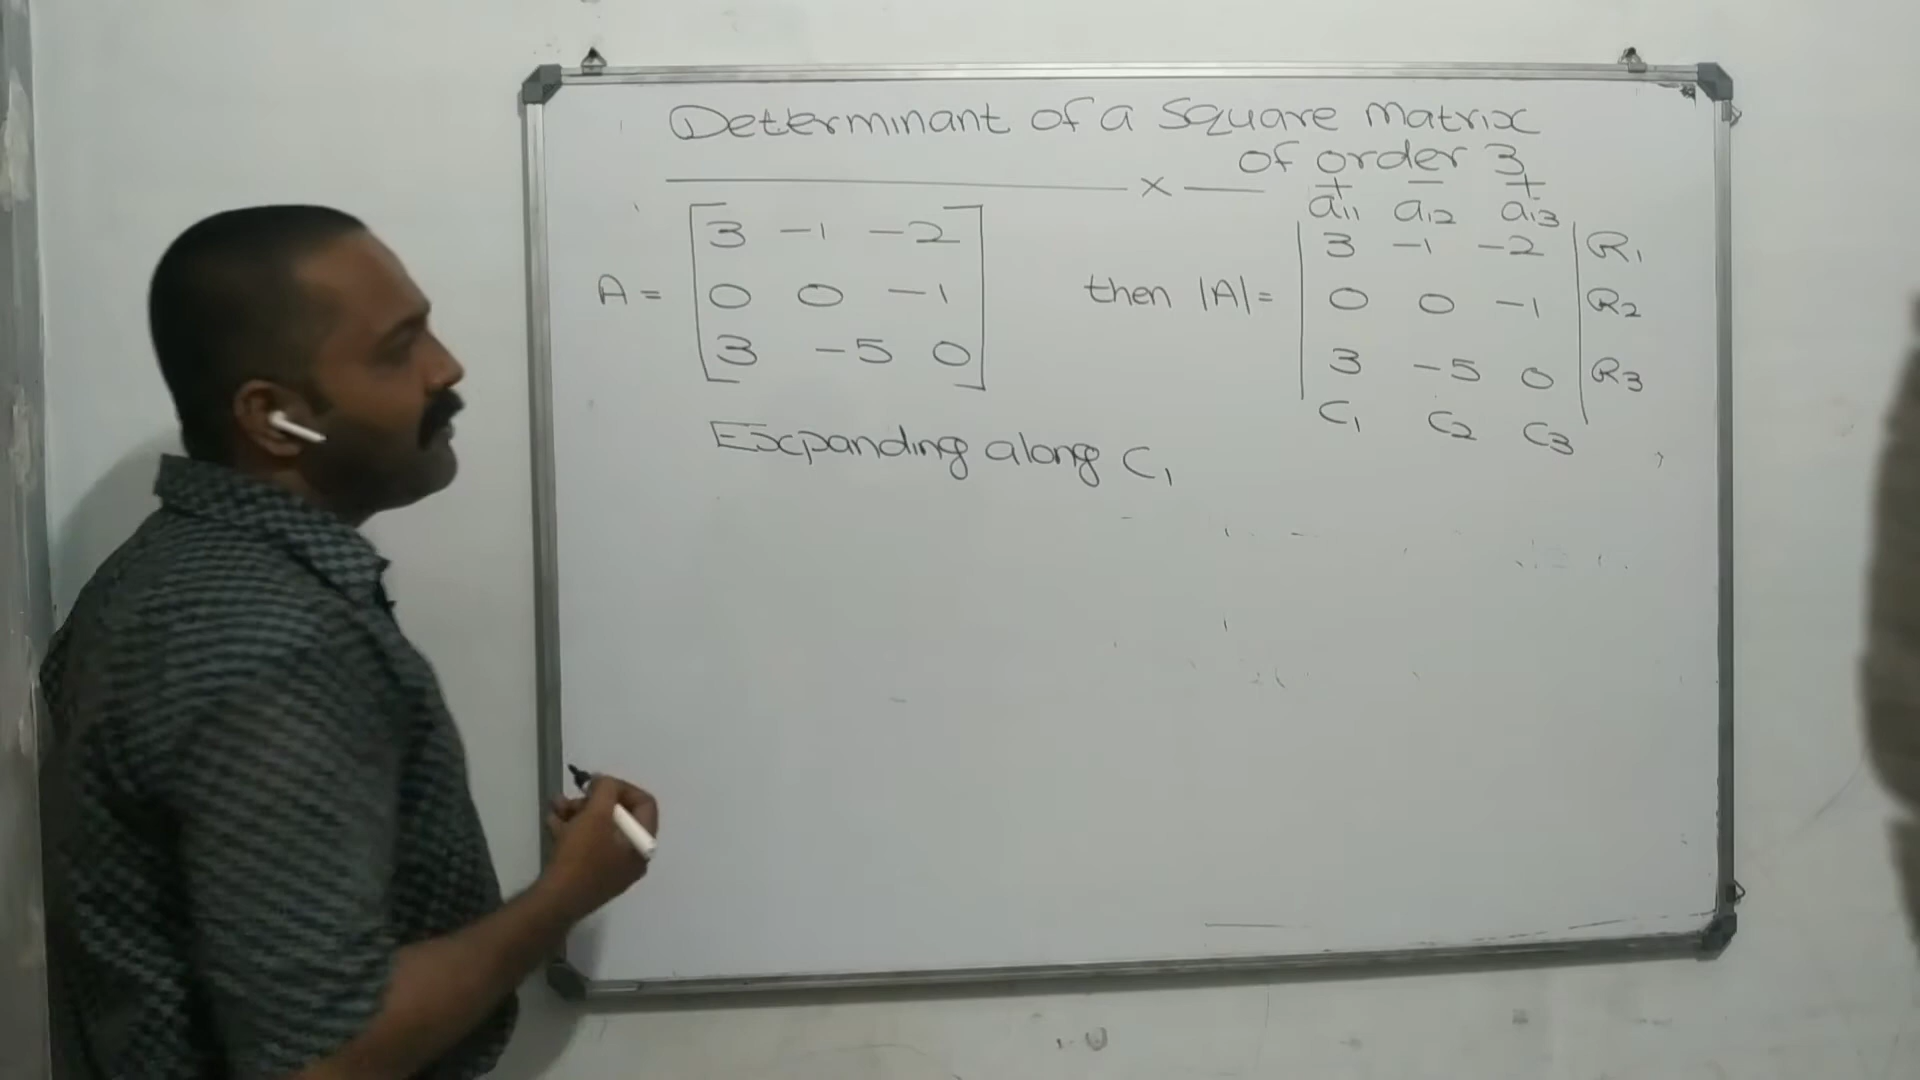 Determinant of a square matrix
of order 3
x
+ - +
a11 a12 a13
A = [3 -1 -2
0 0 -1
3 -5 0]
then |A| = |3 -1 -2| R1
|0 0 -1| R2
|3 -5 0| R3
C1 C2 C3
Expanding along C1